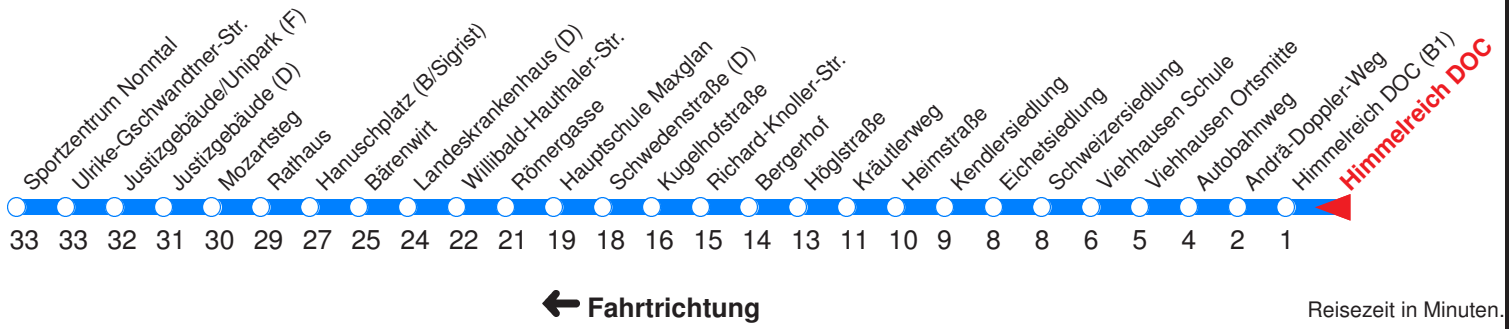 Sportzentrum Nonntal
Ulrike-Gschwandtner-Str.
Justizgebäude/Unipark (F)
Justizgebäude (D)
Mozartsteg
Rathaus
Hanuschplatz (B/Sigrist)
Bärenwirt
Landeskrankenhaus (D)
Willibald-Hauthaler-Str.
Römergasse
Hauptschule Maxglan
Schwedenstraße (D)
Kugelhofstraße
Richard-Knoller-Str.
Bergerhof
Höglstraße
Kräutlerweg
Heimstraße
Kendlersiedlung
Eichetsiedlung
Schweizersiedlung
Viehhausen Schule
Viehhausen Ortsmitte
Autobahnweg
Andrä-Doppler-Weg
Himmelreich DOC (B1)
Himmelreich DOC
33 33 32 31 30 29 27 25 24 22 21 19 18 16 15 14 13 11 10 9 8 8 6 5 4 2 1
Fahrtrichtung
Reisezeit in Minuten.